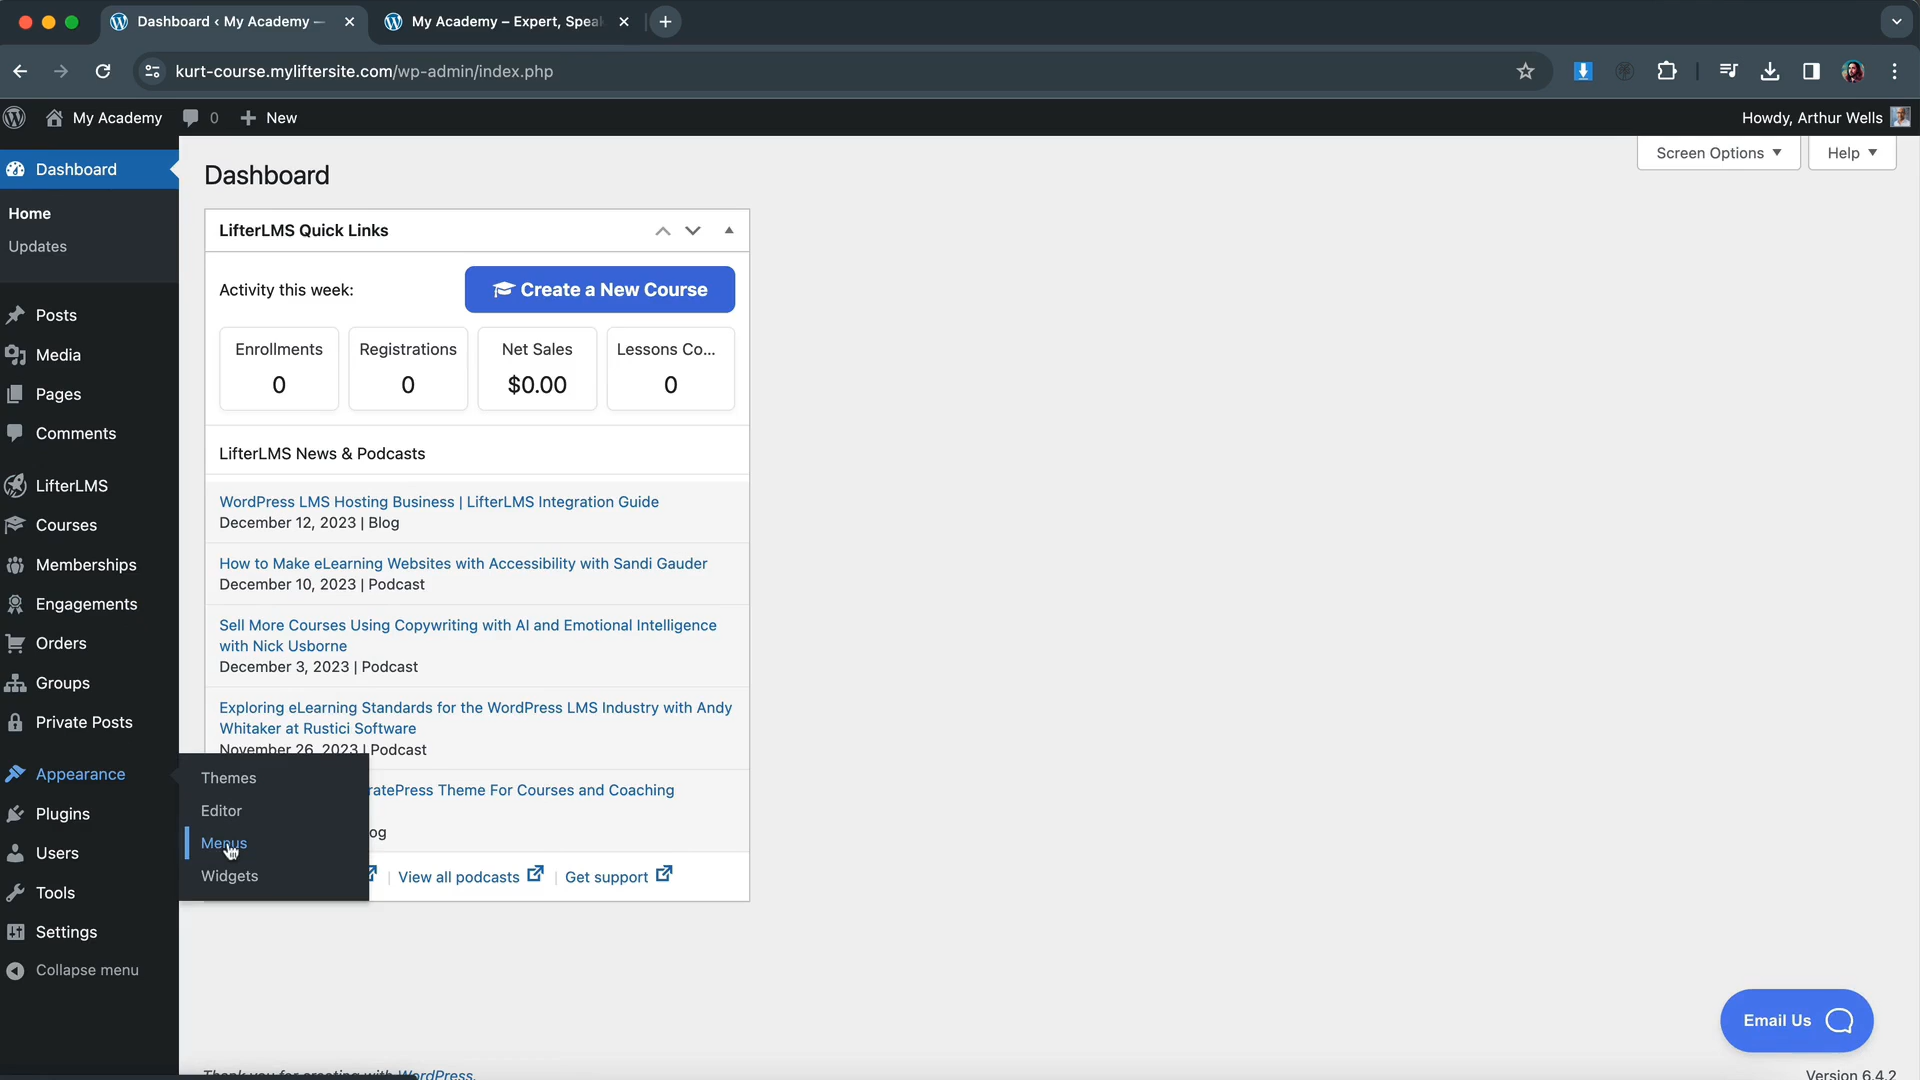 Dashboard ‹ My Academy —
My Academy – Expert, Spea
kurt-course.myliftersite.com/wp-admin/index.php
My Academy
0
New
Howdy, Arthur Wells
Dashboard
Home
Updates
Posts
Media
Pages
Comments
LifterLMS
Courses
Memberships
Engagements
Orders
Groups
Private Posts
Appearance
Plugins
Users
Tools
Settings
Collapse menu
Themes
Editor
Menus
Widgets
Screen Options
Help
Dashboard
LifterLMS Quick Links
Activity this week:
Create a New Course
Enrollments
0
Registrations
0
Net Sales
$0.00
Lessons Co...
0
LifterLMS News & Podcasts
WordPress LMS Hosting Business | LifterLMS Integration Guide
December 12, 2023 | Blog
How to Make eLearning Websites with Accessibility with Sandi Gauder
December 10, 2023 | Podcast
Sell More Courses Using Copywriting with AI and Emotional Intelligence
with Nick Usborne
December 3, 2023 | Podcast
Exploring eLearning Standards for the WordPress LMS Industry with Andy
Whitaker at Rustici Software
November 26, 2023 | Podcast
ratePress Theme For Courses and Coaching
og
View all podcasts
| Get support
Email Us
Thank you for creating with WordPress.
Version 6.4.2